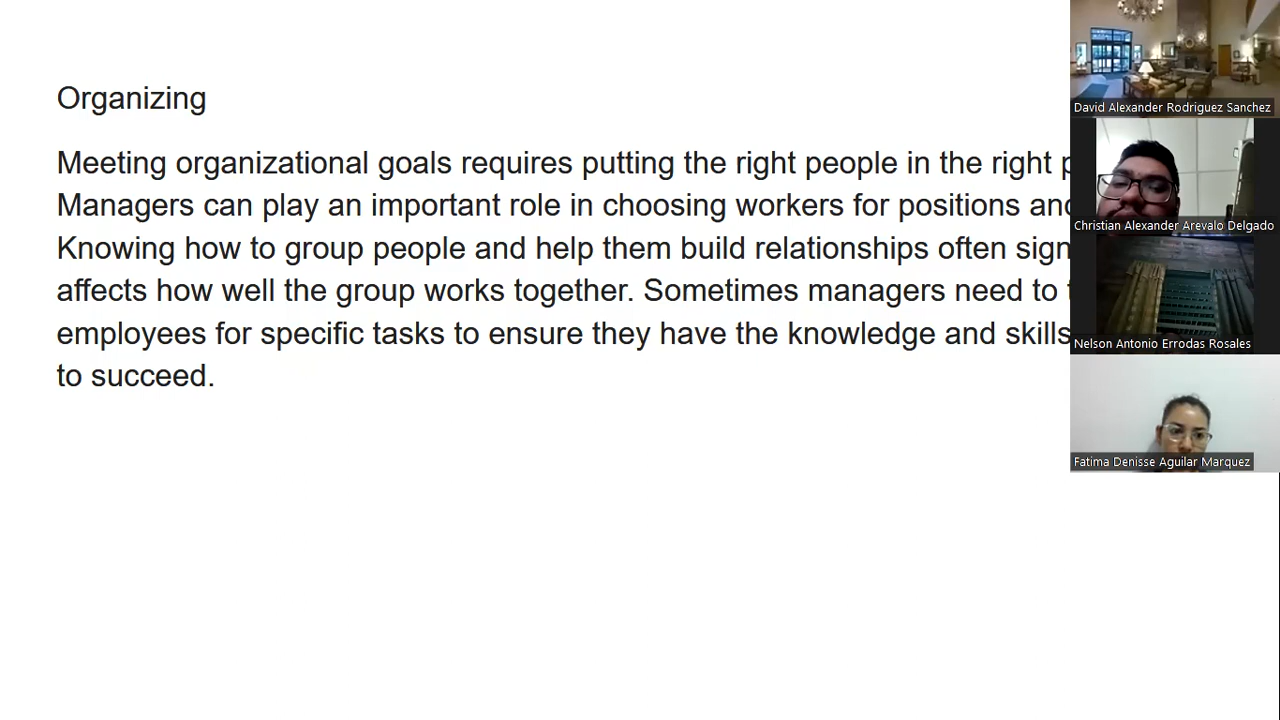 Organizing
Meeting organizational goals requires putting the right people in the right
Managers can play an important role in choosing workers for positions and
Knowing how to group people and help them build relationships often
affects how well the group works together. Sometimes managers need to
employees for specific tasks to ensure they have the knowledge and skills
to succeed.
David Alexander Rodriguez Sanchez
Christian Alexander Arevalo Delgado
Nelson Antonio Errodas Rosales
Fatima Denisse Aguilar Marquez